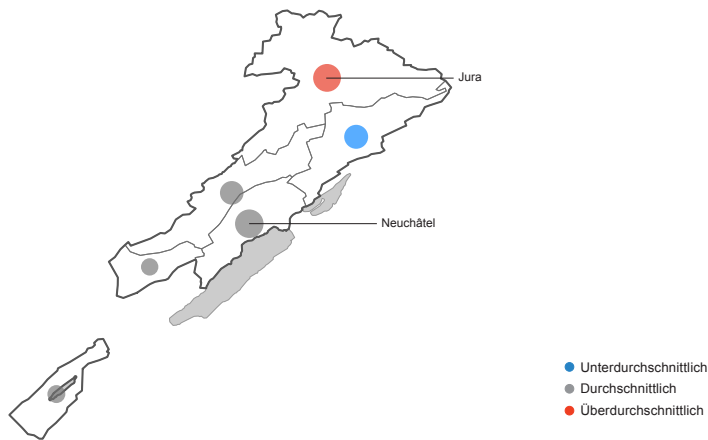 Jura
Neuchâtel
Unterdurchschnittlich
Durchschnittlich
Überdurchschnittlich